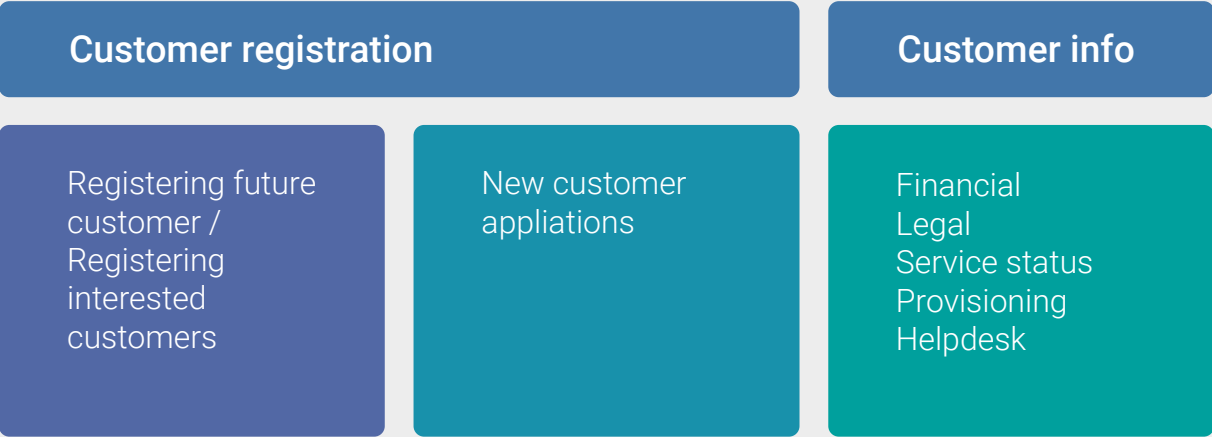 Customer registration
Customer info
Registering future
customer /
Registering
interested
customers
New customer
appliations
Financial
Legal
Service status
Provisioning
Helpdesk